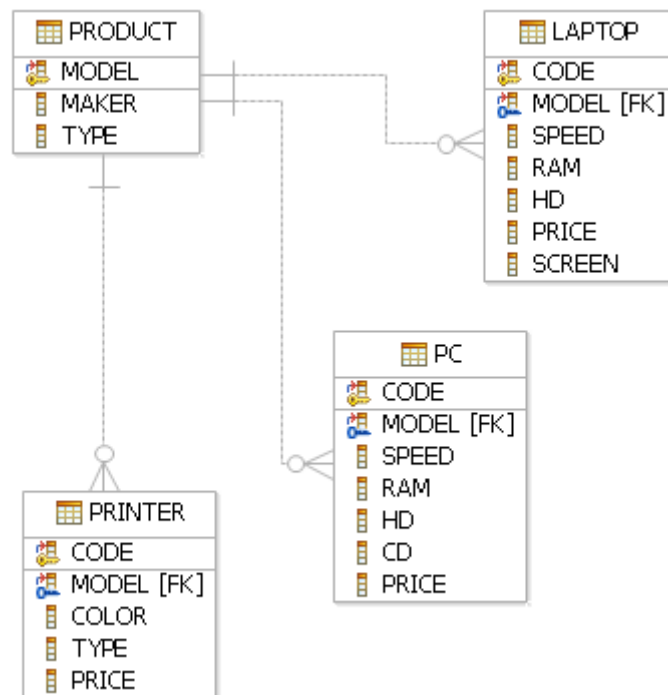 PRODUCT
MODEL
MAKER
TYPE
LAPTOP
CODE
MODEL [FK]
SPEED
RAM
HD
PRICE
SCREEN
PC
CODE
MODEL [FK]
SPEED
RAM
HD
CD
PRICE
PRINTER
CODE
MODEL [FK]
COLOR
TYPE
PRICE